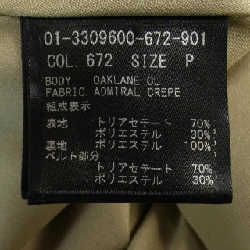 01-3309600-672-901
COL. 672 SIZE P
BODY OAKLANE CL
FABRIC ADMIRAL CREPE
組成表示
表地 トリアセテート 70%
ポリエステル 30%
裏地 ポリエステル 100%
ベルト部分
トリアセテート 70%
ポリエステル 30%